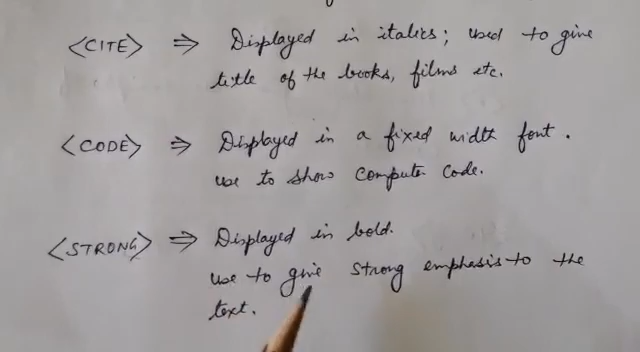 <CITE> ⇒ Displayed in italics; used to give
title of the books, films etc.
<CODE> ⇒ Displayed in a fixed width font.
use to show computer code.
<STRONG> ⇒ Displayed in bold.
use to give strong emphasis to the
text.